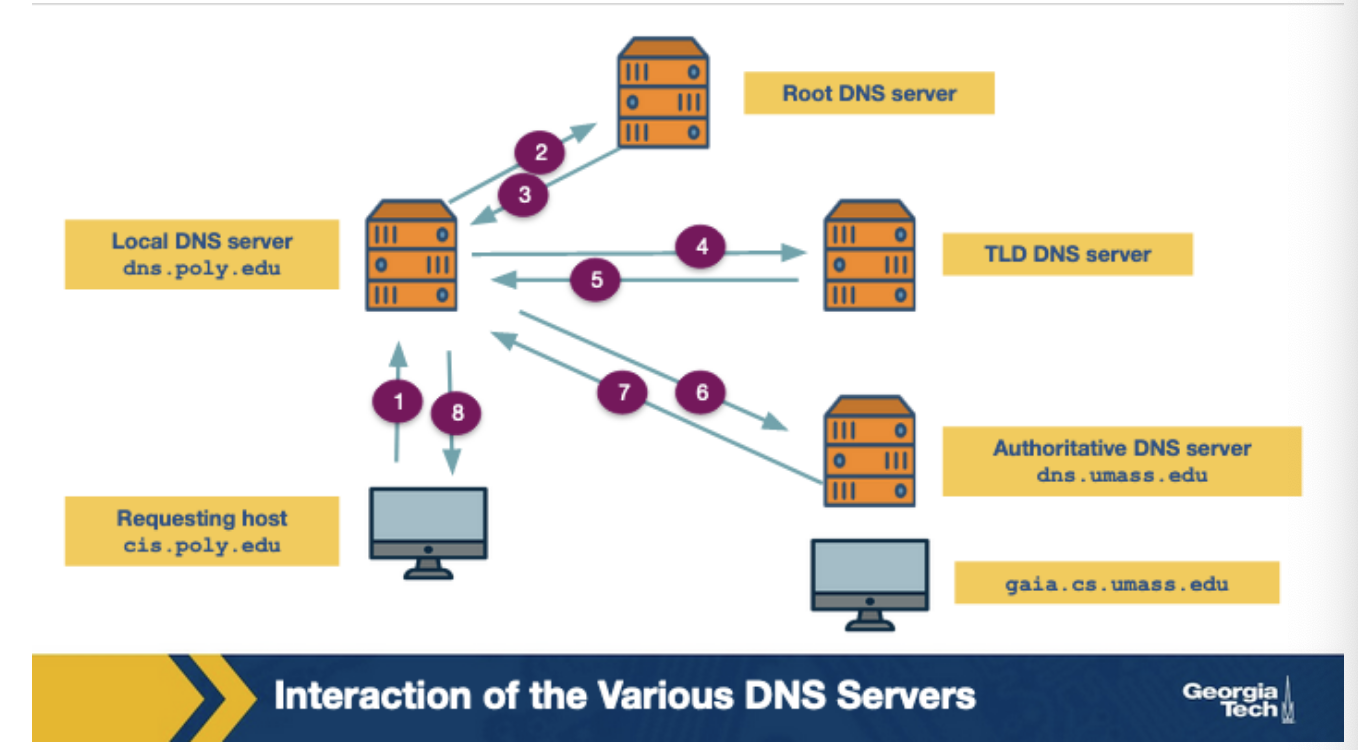 Root DNS server
2
3
Local DNS server
dns.poly.edu
4
TLD DNS server
5
7
6
1
8
Authoritative DNS server
dns.umass.edu
Requesting host
cis.poly.edu
gaia.cs.umass.edu
Interaction of the Various DNS Servers
Georgia
Tech